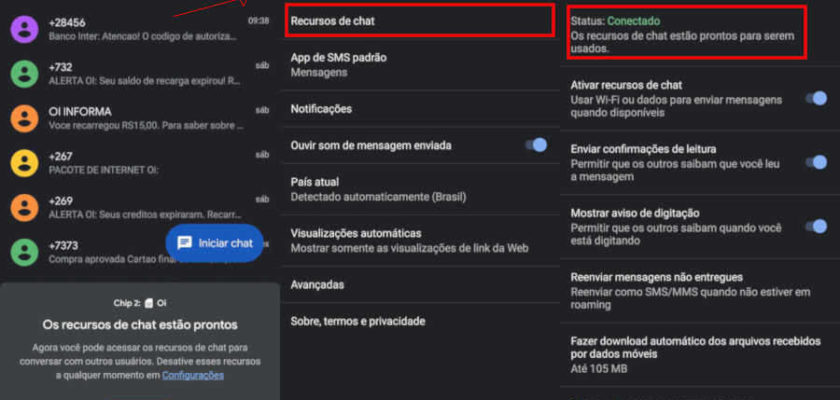 +28456
09:38
Banco Inter: Atencao! O codigo de autoriza...
+732
sáb
ALERTA OI: Seu saldo de recarga expirou! R...
OI INFORMA
sáb
Voce recarregou RS15,00. Para saber sobre ...
+267
sáb
PACOTE DE INTERNET OI:
+269
sáb
ALERTA OI: Seus creditos expiraram. Recarr...
+7373
Compra aprovada Cartao final
Iniciar chat
Chip 2: Oi
Os recursos de chat estão prontos
Agora você pode acessar os recursos de chat para
conversar com outros usuários. Desative esses recursos
a qualquer momento em Configurações
Recursos de chat
App de SMS padrão
Mensagens
Notificações
Ouvir som de mensagem enviada
País atual
Detectado automaticamente (Brasil)
Visualizações automáticas
Mostrar somente as visualizações de link da Web
Avançadas
Sobre, termos e privacidade
Status: Conectado
Os recursos de chat estão prontos para serem
usados.
Ativar recursos de chat
Usar Wi-Fi ou dados para enviar mensagens
quando disponíveis
Enviar confirmações de leitura
Permitir que os outros saibam que você leu
a mensagem
Mostrar aviso de digitação
Permitir que os outros saibam quando você
está digitando
Reenviar mensagens não entregues
Reenviar como SMS/MMS quando não estiver em
roaming
Fazer download automático dos arquivos recebidos
por dados móveis
Até 105 MB